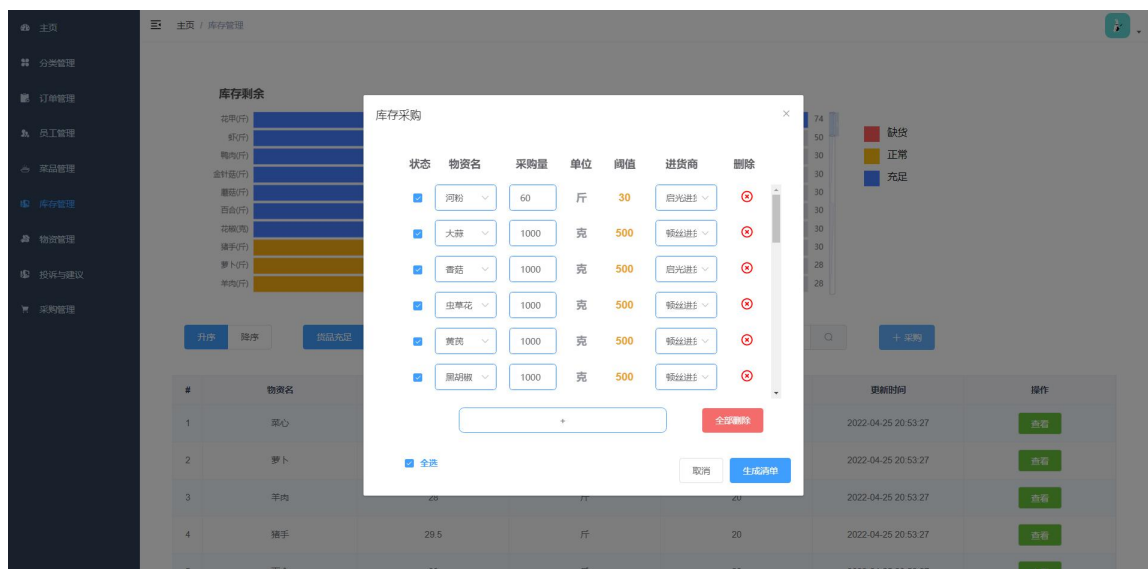 主页
分类管理
订单管理
员工管理
菜品管理
库存管理
物资管理
投诉与建议
采购管理
主页 / 库存管理
库存剩余
花甲(斤) 74
虾(斤) 50
鸭肉(斤) 30
金针菇(斤) 30
蘑菇(斤) 30
百合(斤) 30
花椒(克) 30
猪手(斤) 30
萝卜(斤) 28
羊肉(斤) 28
缺货
正常
充足
库存采购 ×
状态 物资名 采购量 单位 阈值 进货商 删除
河粉 60 斤 30 启光进
大蒜 1000 克 500 顿丝进
香菇 1000 克 500 启光进
虫草花 1000 克 500 顿丝进
黄芪 1000 克 500 顿丝进
黑胡椒 1000 克 500 顿丝进
+ 全部删除
全选
取消 生成清单
升序 降序 货品充足 + 采购
# 物资名 更新时间 操作
1 菜心 2022-04-25 20:53:27 查看
2 萝卜 2022-04-25 20:53:27 查看
3 羊肉 28 斤 20 2022-04-25 20:53:27 查看
4 猪手 29.5 斤 20 2022-04-25 20:53:27 查看